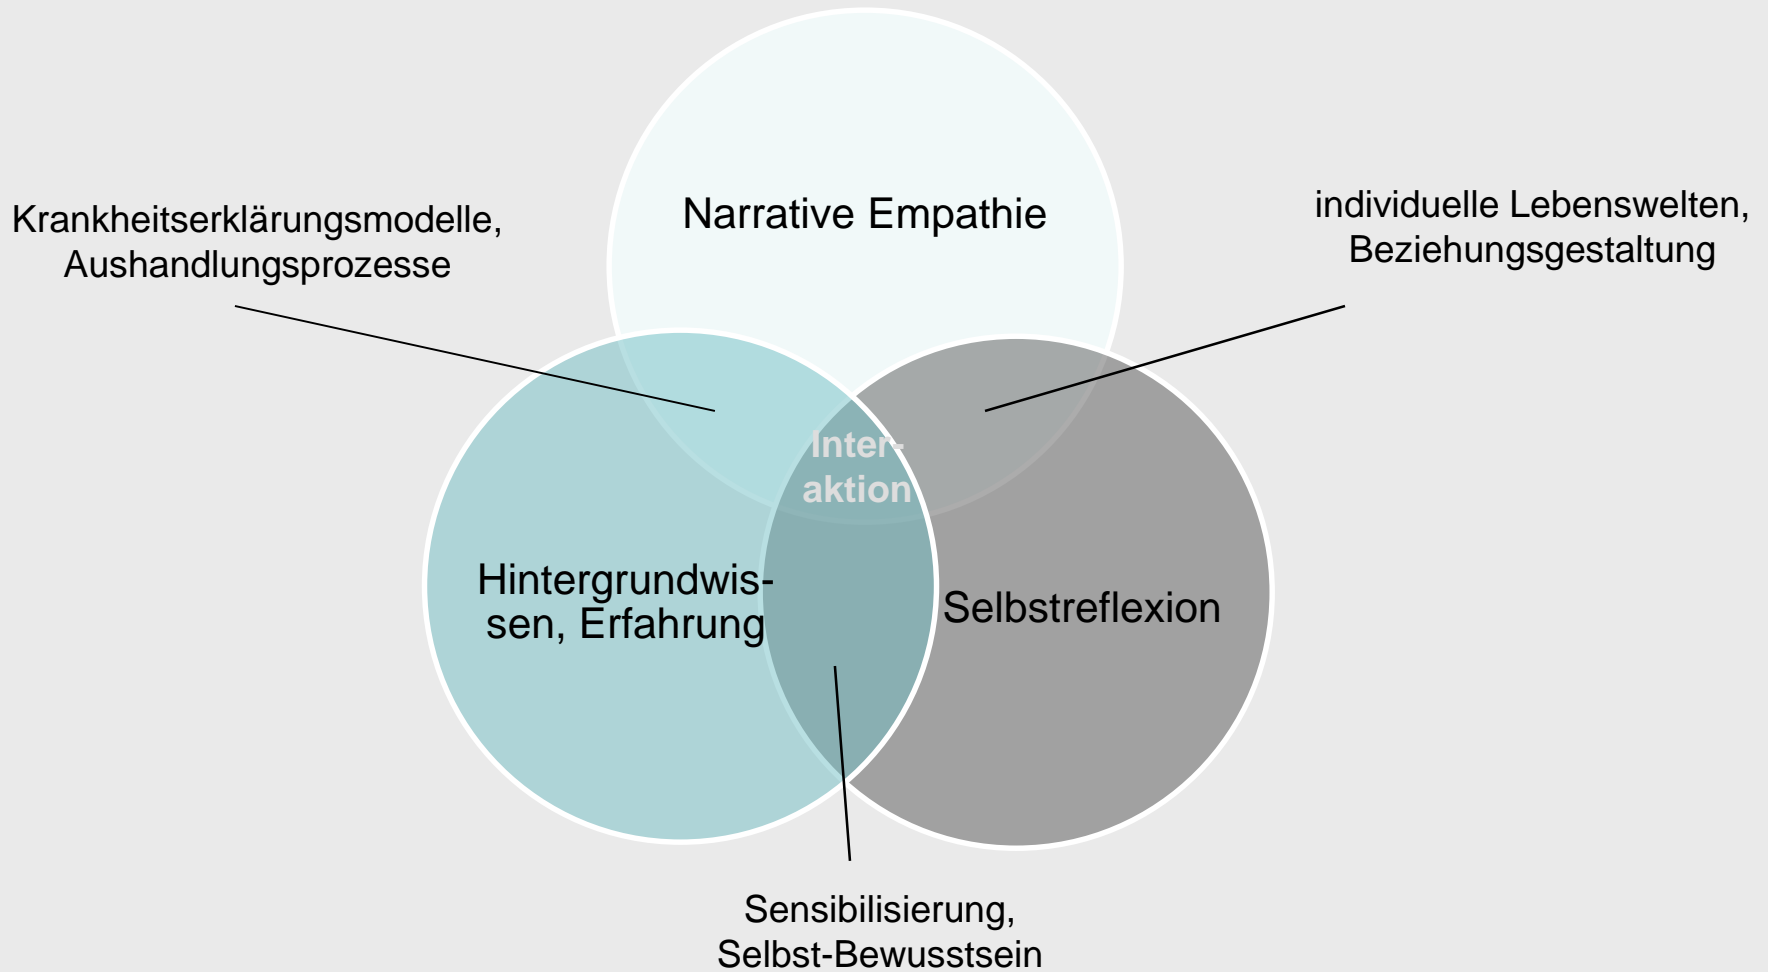 Narrative Empathie
Krankheitserklärungsmodelle,
Aushandlungsprozesse
individuelle Lebenswelten,
Beziehungsgestaltung
Inter-
aktion
Hintergrundwis-
sen, Erfahrung
Selbstreflexion
Sensibilisierung,
Selbst-Bewusstsein